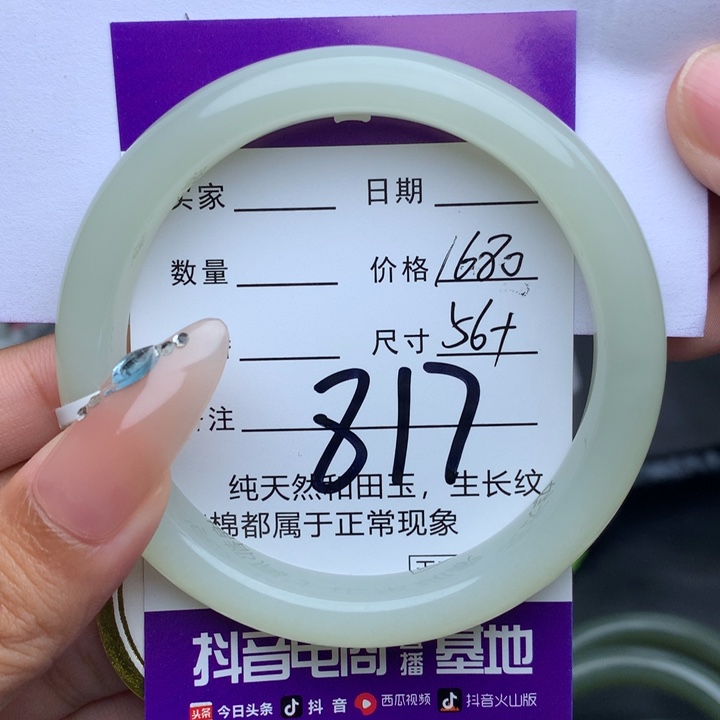 家 日期
数量 价格 1680
尺寸 56+
注 817
纯天然和田玉，生长纹
棉都属于正常现象
抖音电商直播基地
头条 今日头条 抖音 西瓜视频 抖音火山版